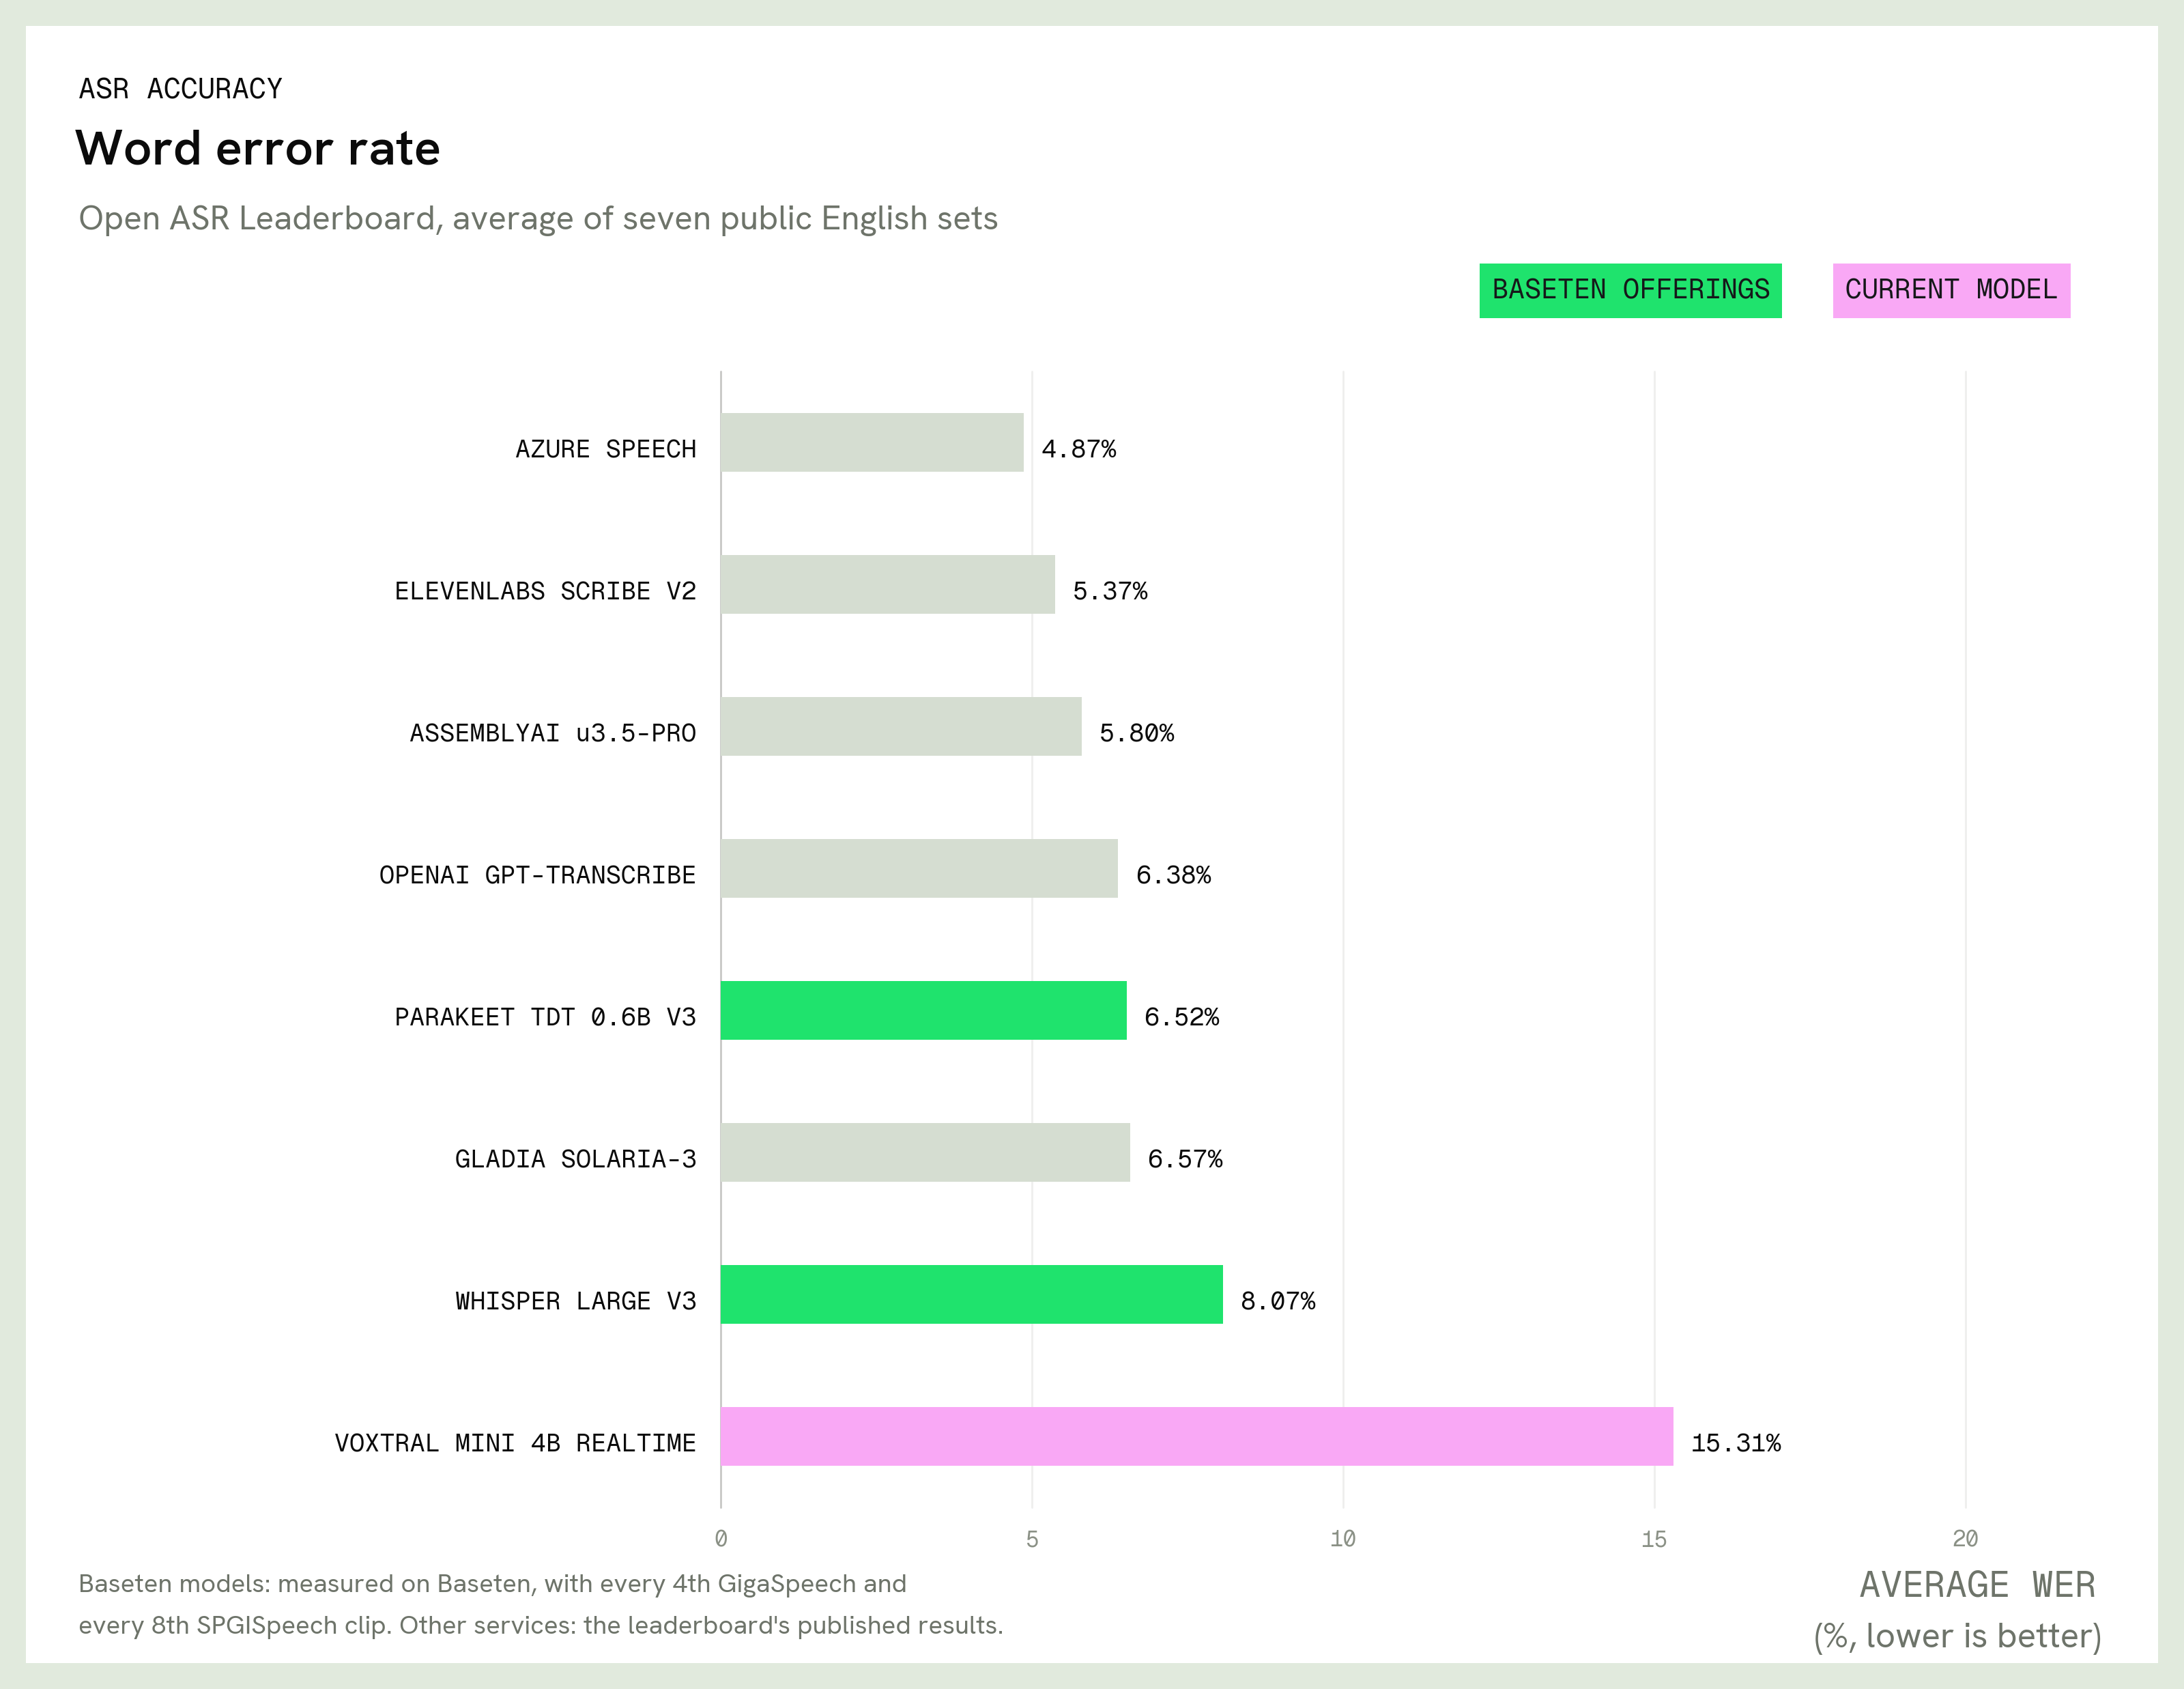 ASR ACCURACY
Word error rate
Open ASR Leaderboard, average of seven public English sets
BASETEN OFFERINGS
CURRENT MODEL
AZURE SPEECH 4.87%
ELEVENLABS SCRIBE V2 5.37%
ASSEMBLYAI u3.5-PRO 5.80%
OPENAI GPT-TRANSCRIBE 6.38%
PARAKEET TDT 0.6B V3 6.52%
GLADIA SOLARIA-3 6.57%
WHISPER LARGE V3 8.07%
VOXTRAL MINI 4B REALTIME 15.31%
0 5 10 15 20
Baseten models: measured on Baseten, with every 4th GigaSpeech and
every 8th SPGISpeech clip. Other services: the leaderboard's published results.
AVERAGE WER
(%, lower is better)